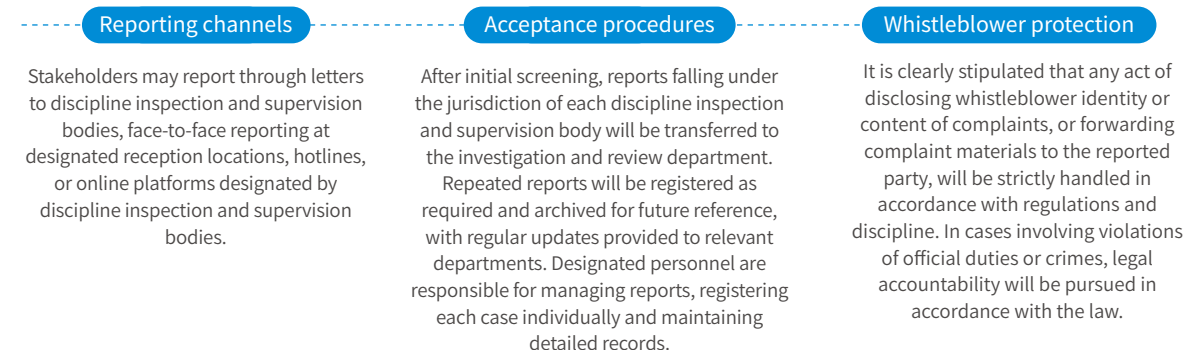 Reporting channels
Stakeholders may report through letters
to discipline inspection and supervision
bodies, face-to-face reporting at
designated reception locations, hotlines,
or online platforms designated by
discipline inspection and supervision
bodies.
Acceptance procedures
After initial screening, reports falling under
the jurisdiction of each discipline inspection
and supervision body will be transferred to
the investigation and review department.
Repeated reports will be registered as
required and archived for future reference,
with regular updates provided to relevant
departments. Designated personnel are
responsible for managing reports, registering
each case individually and maintaining
detailed records.
Whistleblower protection
It is clearly stipulated that any act of
disclosing whistleblower identity or
content of complaints, or forwarding
complaint materials to the reported
party, will be strictly handled in
accordance with regulations and
discipline. In cases involving violations
of official duties or crimes, legal
accountability will be pursued in
accordance with the law.